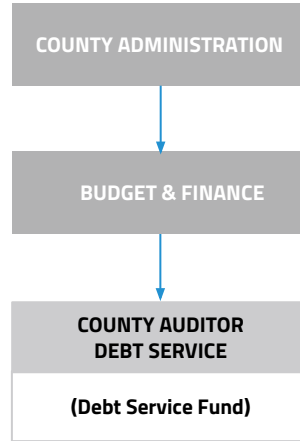 COUNTY ADMINISTRATION
BUDGET & FINANCE
COUNTY AUDITOR
DEBT SERVICE
(Debt Service Fund)